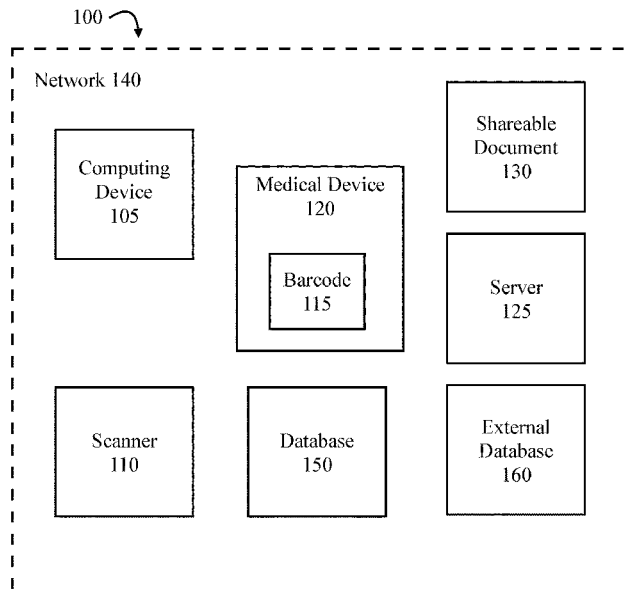 100
Network 140
Computing
Device
105
Medical Device
120
Barcode
115
Shareable
Document
130
Server
125
Scanner
110
Database
150
External
Database
160